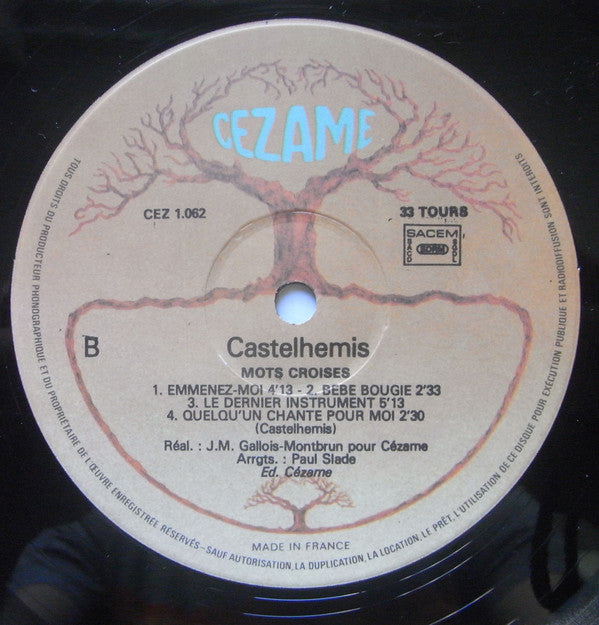 CEZAME
CEZ 1.062
33 TOURS
SACEM
SACD SDRM SGDL
B
Castelhemis
MOTS CROISES
1. EMMENEZ-MOI 4'13 - 2. BEBE BOUGIE 2'33
3. LE DERNIER INSTRUMENT 5'13
4. QUELQU'UN CHANTE POUR MOI 2'30
(Castelhemis)
Réal. : J.M. Gallois-Montbrun pour Cézame
Arrgts. : Paul Slade
Ed. Cézame
MADE IN FRANCE
TOUS DROITS DU PRODUCTEUR PHONOGRAPHIQUE ET DU PROPRIÉTAIRE DE L'ŒUVRE ENREGISTRÉE RÉSERVÉS - SAUF AUTORISATION, LA DUPLICATION, LA LOCATION, LE PRÊT, L'UTILISATION DE CE DISQUE POUR EXÉCUTION PUBLIQUE ET RADIODIFFUSION SONT INTERDITS